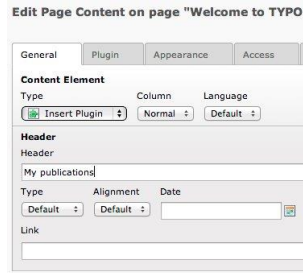 Edit Page Content on page "Welcome to TYPO
General Plugin Appearance Access
Content Element
Type Column Language
Insert Plugin Normal Default
Header
Header
My publications
Type Alignment Date
Default Default
Link